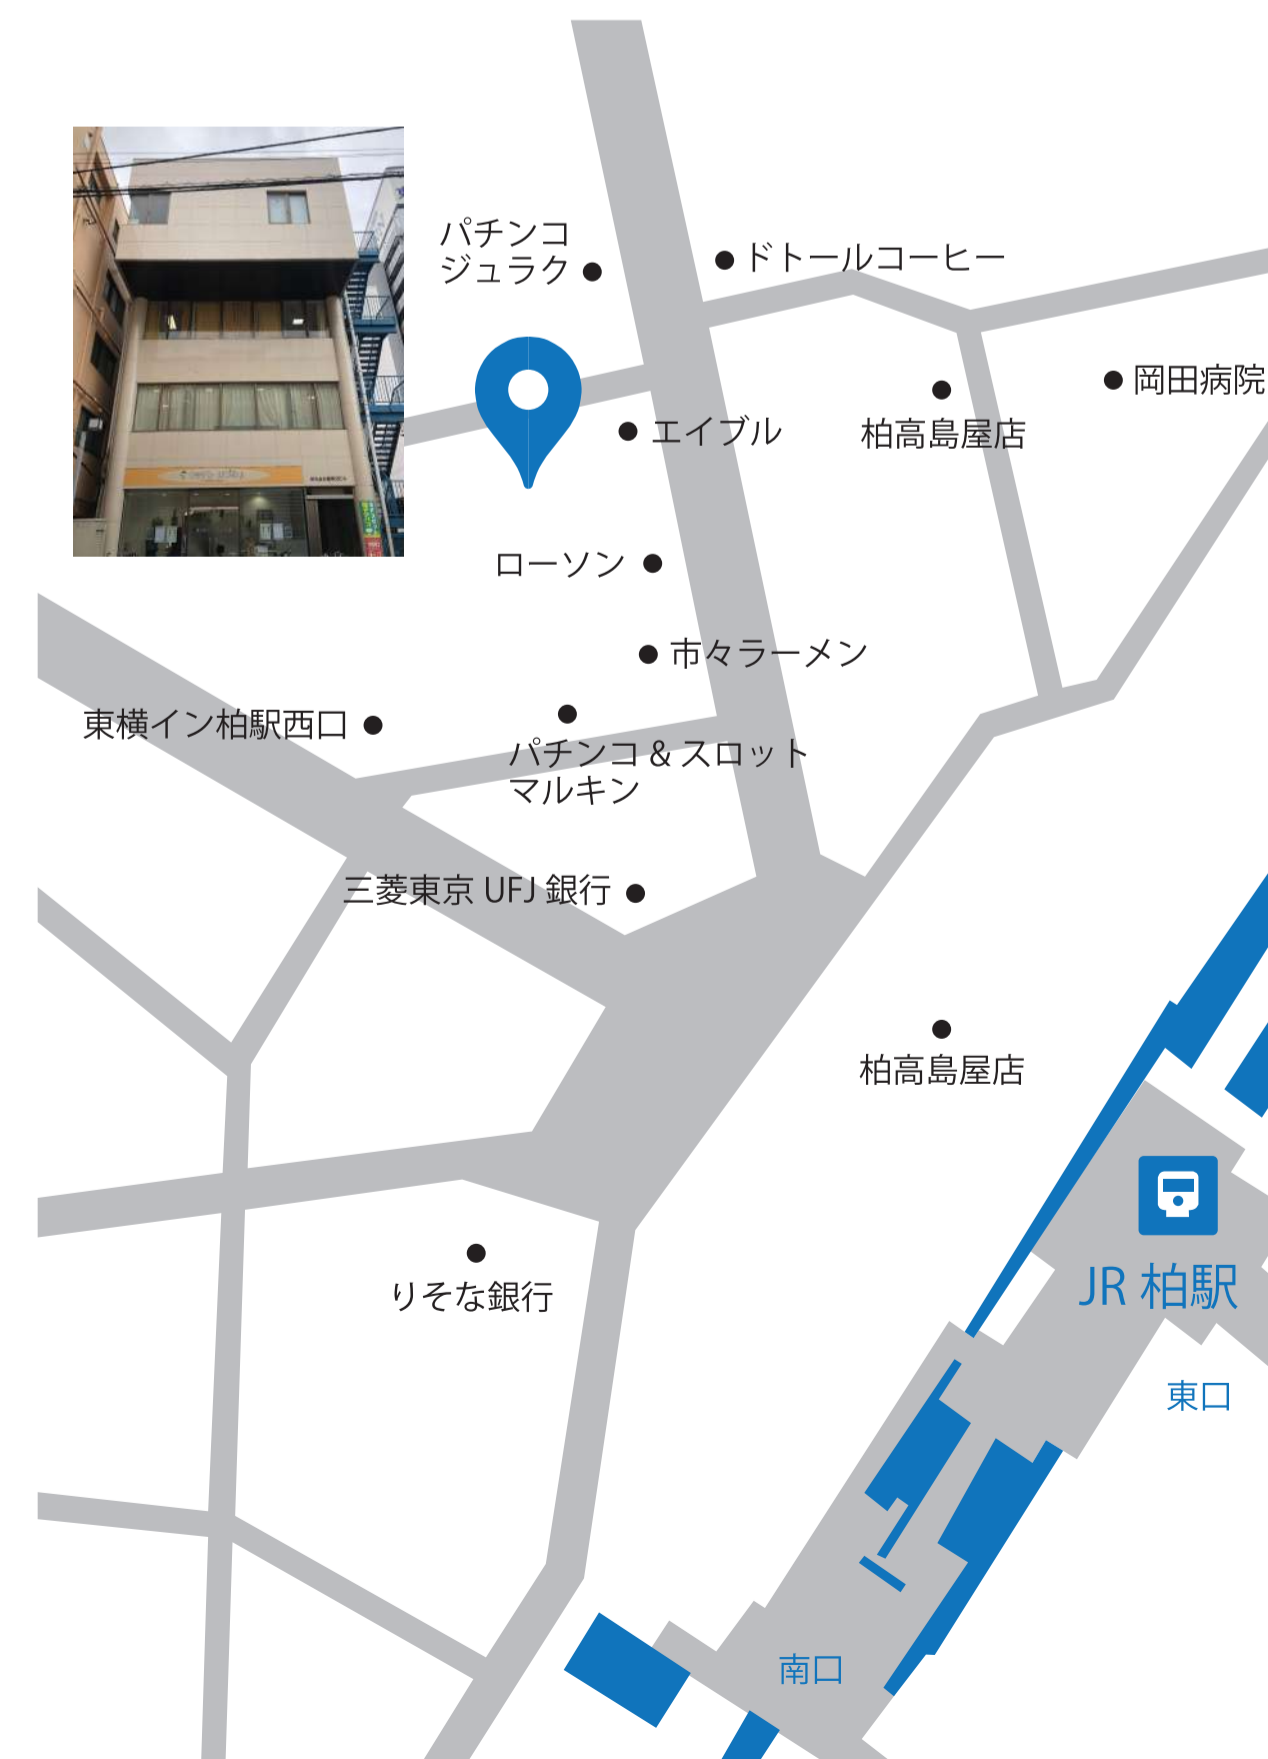 パチンコ
ジュラク
ドトールコーヒー
岡田病院
エイブル
柏高島屋店
ローソン
市々ラーメン
東横イン柏駅西口
パチンコ & スロット
マルキン
三菱東京 UFJ 銀行
柏高島屋店
りそな銀行
JR 柏駅
東口
南口